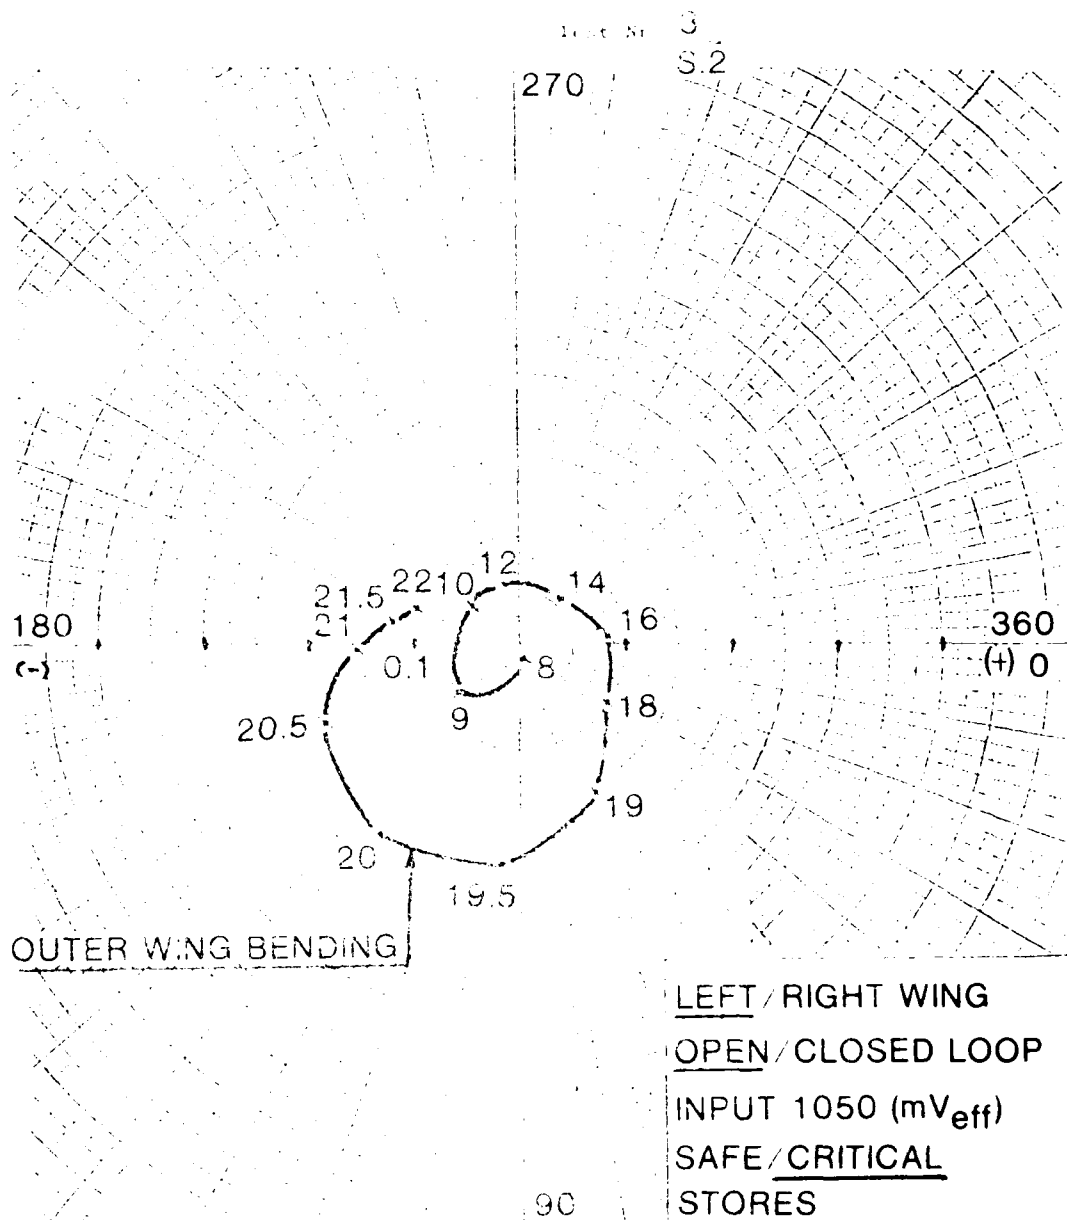 Test Nr 3
S.2
270
12
14
16
22
10
21.5
21
180
(-)
0.1
8
9
360
(+) 0
18
20.5
19
20
19.5
OUTER WING BENDING
LEFT/RIGHT WING
OPEN/CLOSED LOOP
INPUT 1050 (mVeff)
SAFE/CRITICAL
STORES
90